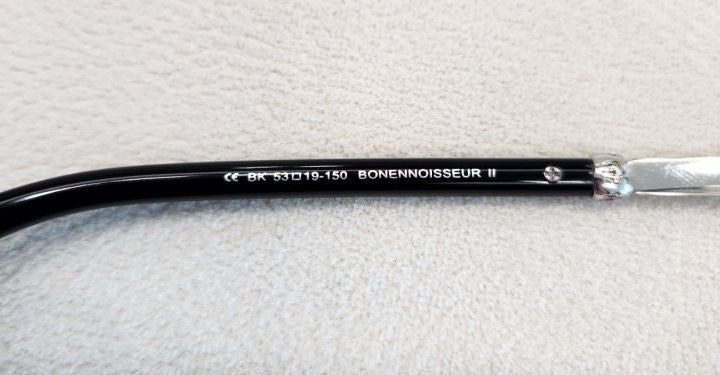 CE BK 53□19-150 BONENNOISSEUR II